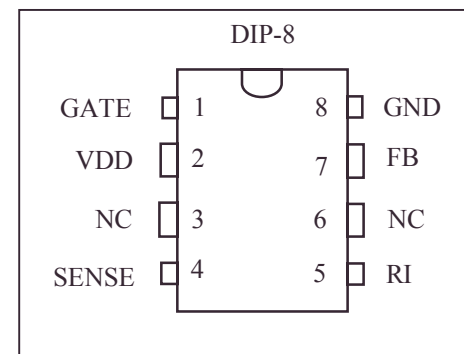 DIP-8
GATE 1 8 GND
VDD 2 7 FB
NC 3 6 NC
SENSE 4 5 RI